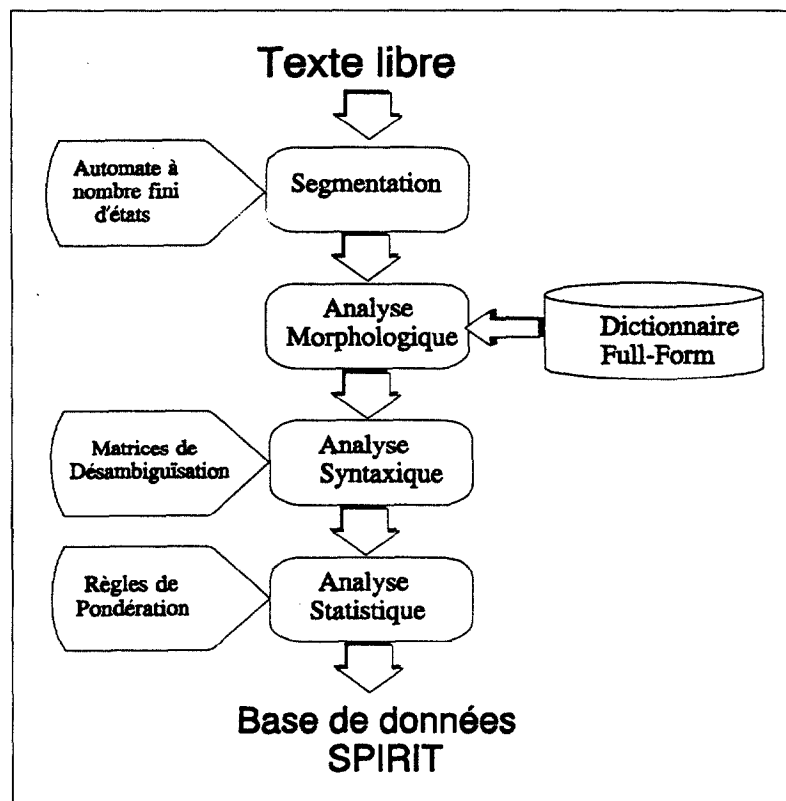 Texte libre
Automate à
nombre fini
d'états
Segmentation
Analyse
Morphologique
Dictionnaire
Full-Form
Matrices de
Désambiguïsation
Analyse
Syntaxique
Règles de
Pondération
Analyse
Statistique
Base de données
SPIRIT